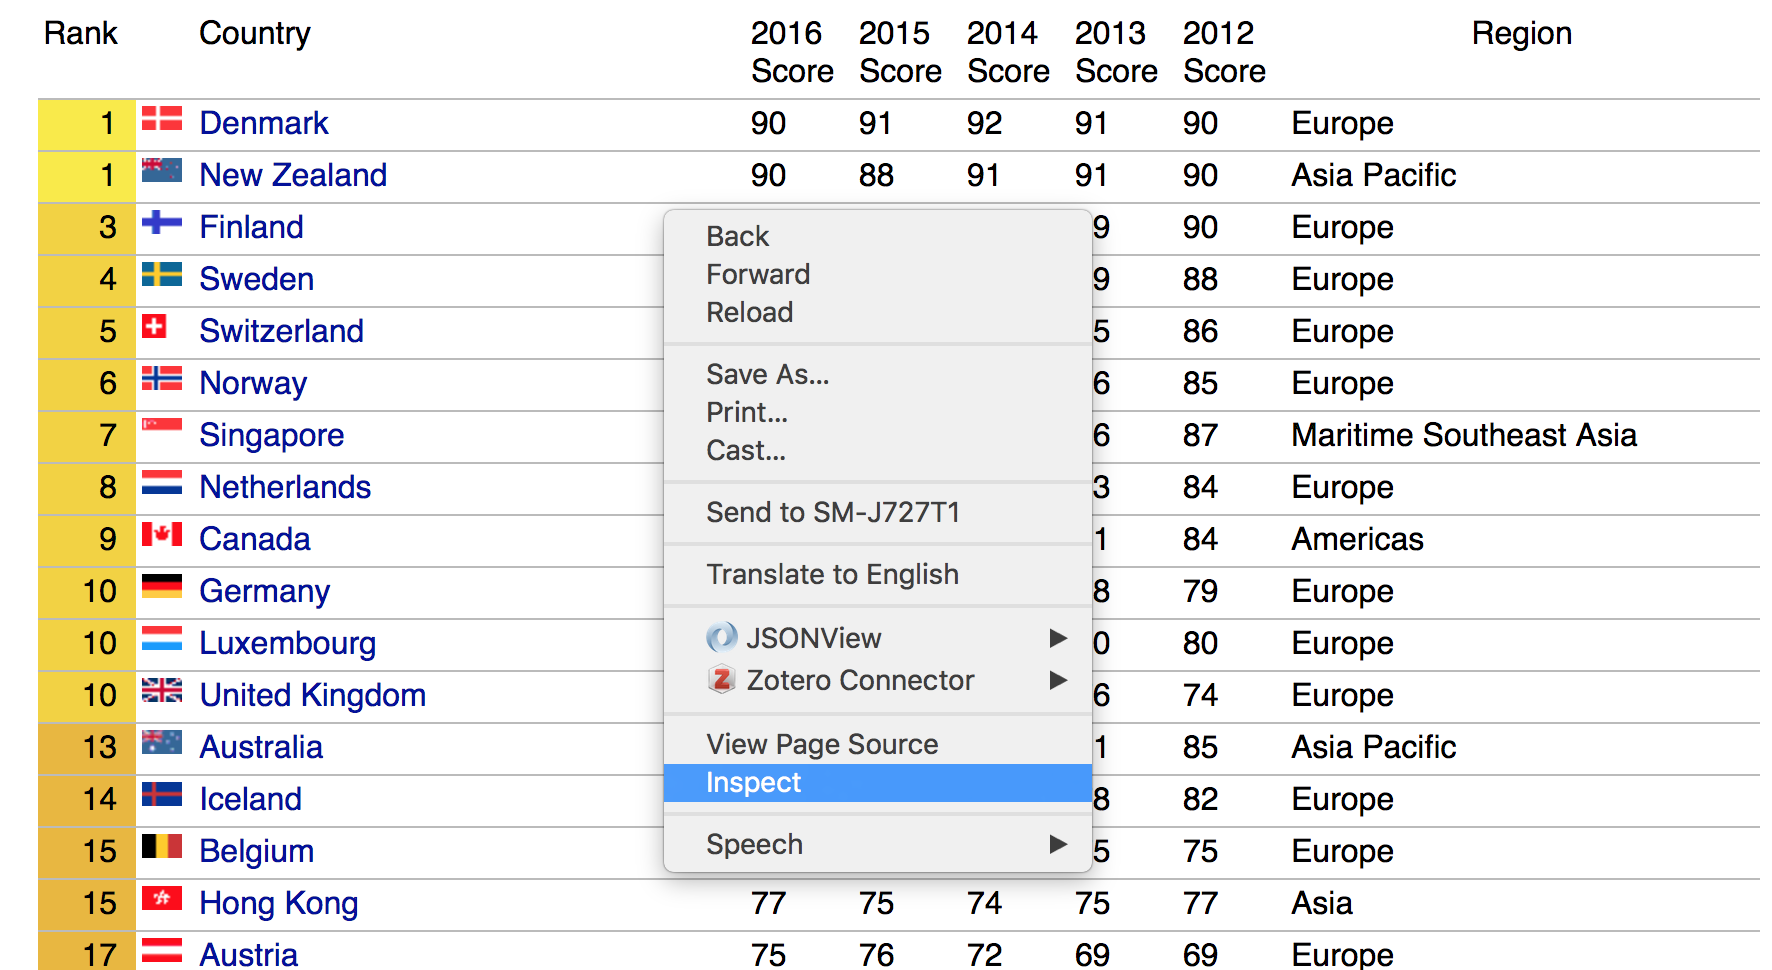 Rank Country 2016 Score 2015 Score 2014 Score 2013 Score 2012 Score Region
1 Denmark 90 91 92 91 90 Europe
1 New Zealand 90 88 91 91 90 Asia Pacific
3 Finland 9 90 Europe
4 Sweden 9 88 Europe
5 Switzerland 5 86 Europe
6 Norway 6 85 Europe
7 Singapore 6 87 Maritime Southeast Asia
8 Netherlands 3 84 Europe
9 Canada 1 84 Americas
10 Germany 8 79 Europe
10 Luxembourg 0 80 Europe
10 United Kingdom 6 74 Europe
13 Australia 1 85 Asia Pacific
14 Iceland 8 82 Europe
15 Belgium 5 75 Europe
15 Hong Kong 77 75 74 75 77 Asia
17 Austria 75 76 72 69 69 Europe
Back
Forward
Reload
Save As...
Print...
Cast...
Send to SM-J727T1
Translate to English
JSONView
Zotero Connector
View Page Source
Inspect
Speech